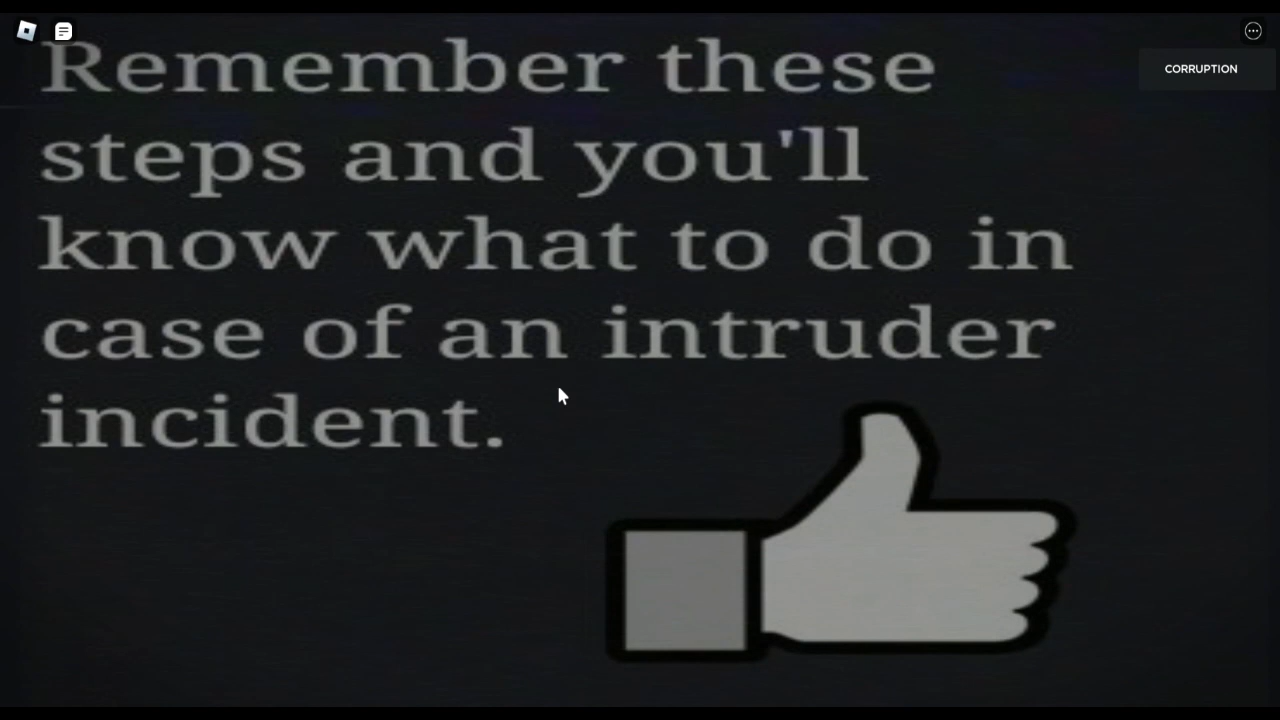 Remember these
CORRUPTION
steps and you'll
know what to do in
case of an intruder
incident.